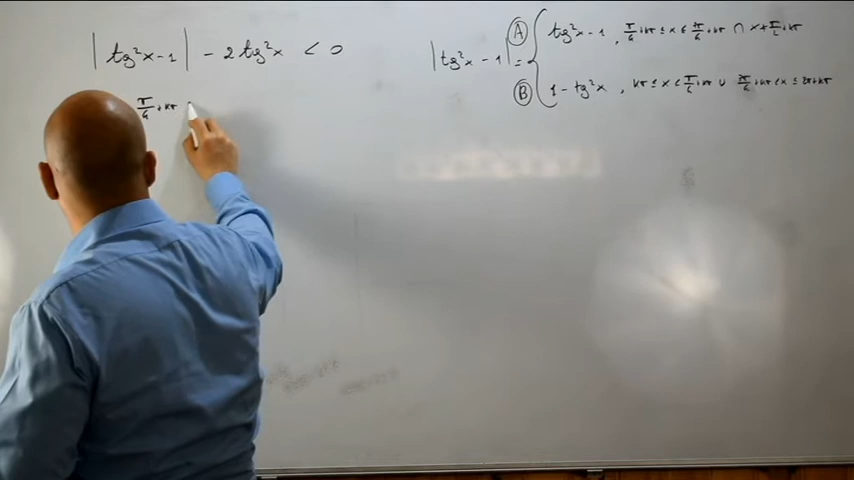 |tg²x-1| - 2tg²x < 0
π/4 + kπ
|tg²x-1| = { Ⓐ tg²x-1 , π/4+kπ ≤ x ≤ 3π/4+kπ ∩ x≠π/2+kπ
Ⓑ 1-tg²x , kπ ≤ x < π/4+kπ ∪ 3π/4+kπ < x ≤